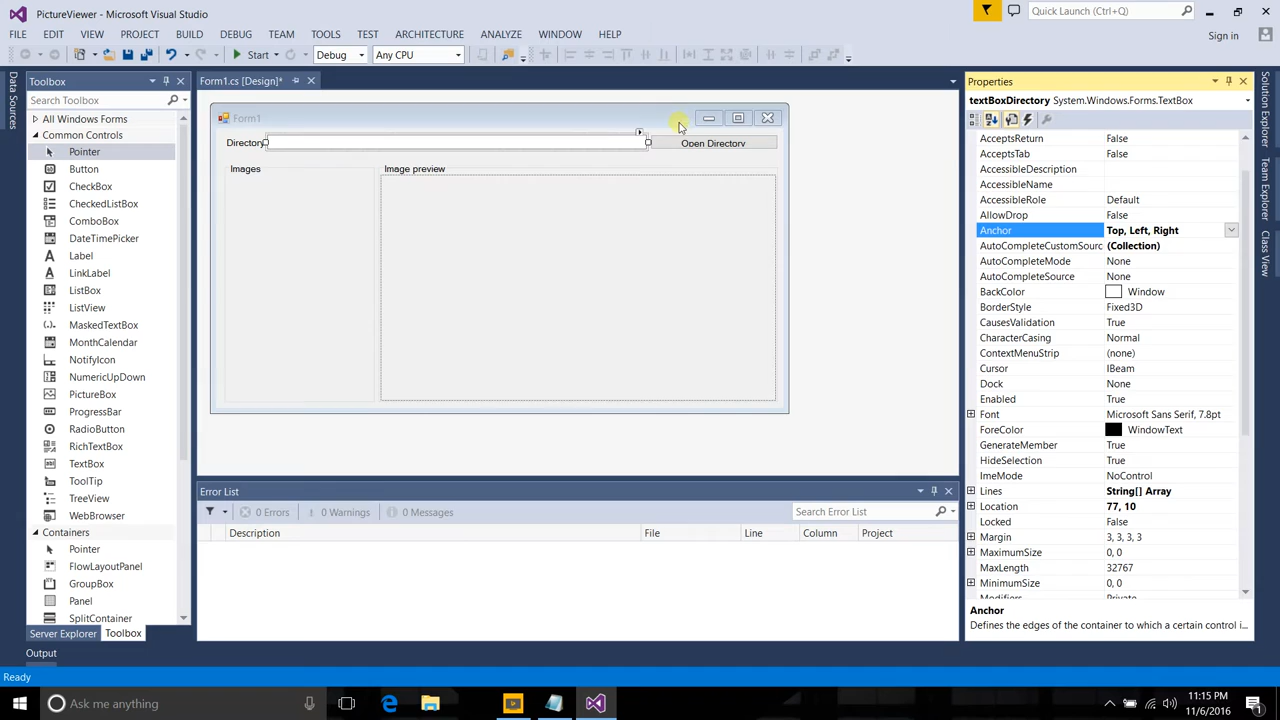 PictureViewer - Microsoft Visual Studio
Quick Launch (Ctrl+Q)
FILE EDIT VIEW PROJECT BUILD DEBUG TEAM TOOLS TEST ARCHITECTURE ANALYZE WINDOW HELP
Sign in
Start Debug Any CPU
Data Sources
Toolbox
Search Toolbox
All Windows Forms
Common Controls
Pointer
Button
CheckBox
CheckedListBox
ComboBox
DateTimePicker
Label
LinkLabel
ListBox
ListView
MaskedTextBox
MonthCalendar
NotifyIcon
NumericUpDown
PictureBox
ProgressBar
RadioButton
RichTextBox
TextBox
ToolTip
TreeView
WebBrowser
Containers
Pointer
FlowLayoutPanel
GroupBox
Panel
SplitContainer
Server Explorer Toolbox
Output
Form1.cs [Design]*
Form1
Directory
Open Directory
Images
Image preview
Error List
0 Errors 0 Warnings 0 Messages
Search Error List
Description File Line Column Project
Properties
textBoxDirectory System.Windows.Forms.TextBox
AcceptsReturn False
AcceptsTab False
AccessibleDescription
AccessibleName
AccessibleRole Default
AllowDrop False
Anchor Top, Left, Right
AutoCompleteCustomSourc (Collection)
AutoCompleteMode None
AutoCompleteSource None
BackColor Window
BorderStyle Fixed3D
CausesValidation True
CharacterCasing Normal
ContextMenuStrip (none)
Cursor IBeam
Dock None
Enabled True
Font Microsoft Sans Serif, 7.8pt
ForeColor WindowText
GenerateMember True
HideSelection True
ImeMode NoControl
Lines String[] Array
Location 77, 10
Locked False
Margin 3, 3, 3, 3
MaximumSize 0, 0
MaxLength 32767
MinimumSize 0, 0
Modifiers Private
Anchor
Defines the edges of the container to which a certain control i...
Solution Explorer
Team Explorer
Class View
Ready
Ask me anything
11:15 PM
11/6/2016
1